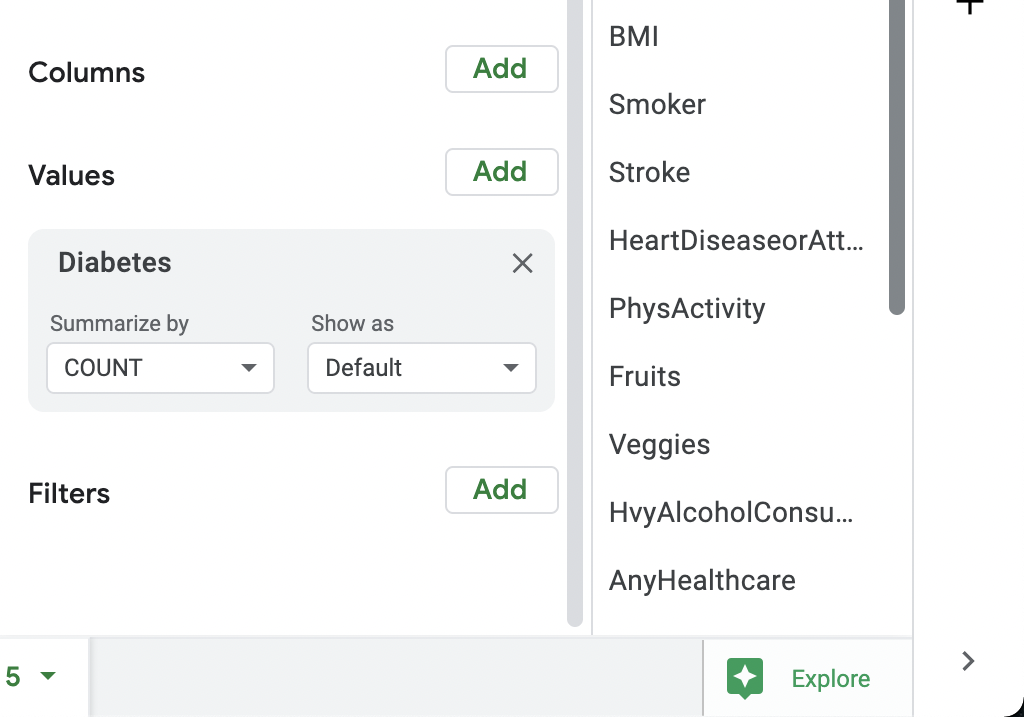 Columns
Add
Values
Add
Diabetes
Summarize by
Show as
COUNT
Default
Filters
Add
BMI
Smoker
Stroke
HeartDiseaseorAtt...
PhysActivity
Fruits
Veggies
HvyAlcoholConsu...
AnyHealthcare
5
Explore